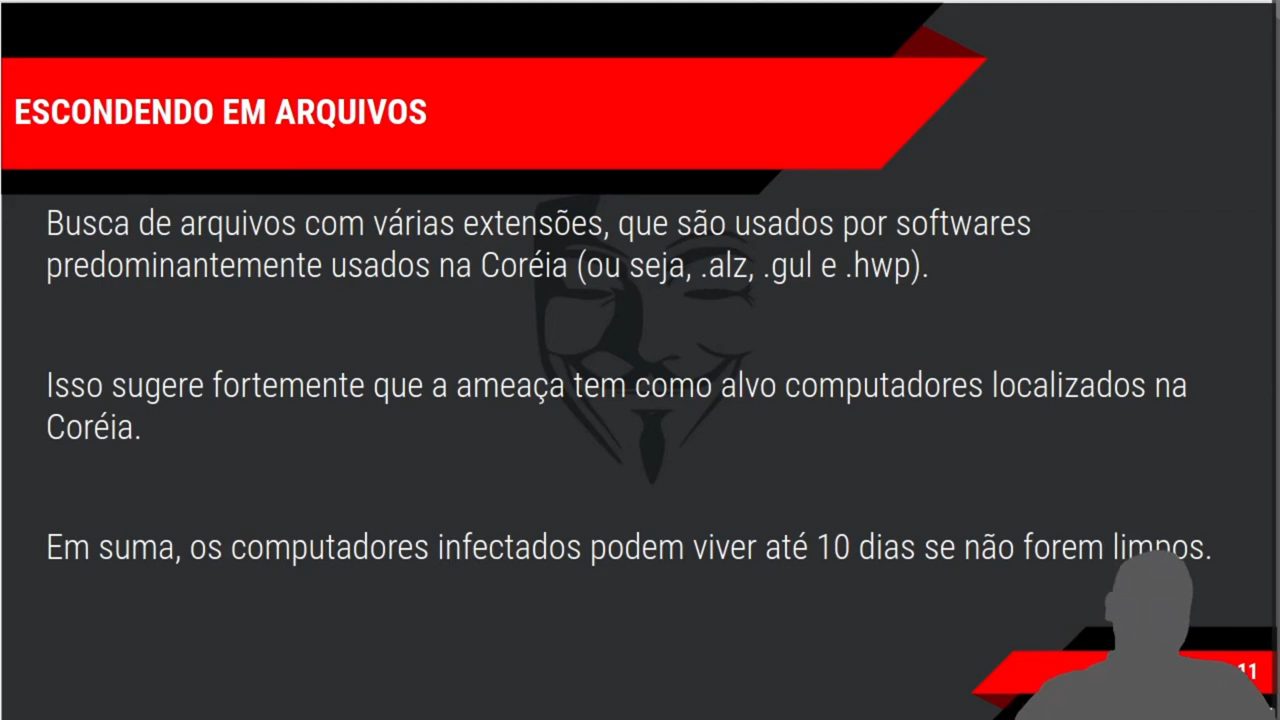 ESCONDENDO EM ARQUIVOS
Busca de arquivos com várias extensões, que são usados por softwares
predominantemente usados na Coréia (ou seja, .alz, .gul e .hwp).
Isso sugere fortemente que a ameaça tem como alvo computadores localizados na
Coréia.
Em suma, os computadores infectados podem viver até 10 dias se não forem limpos.
11